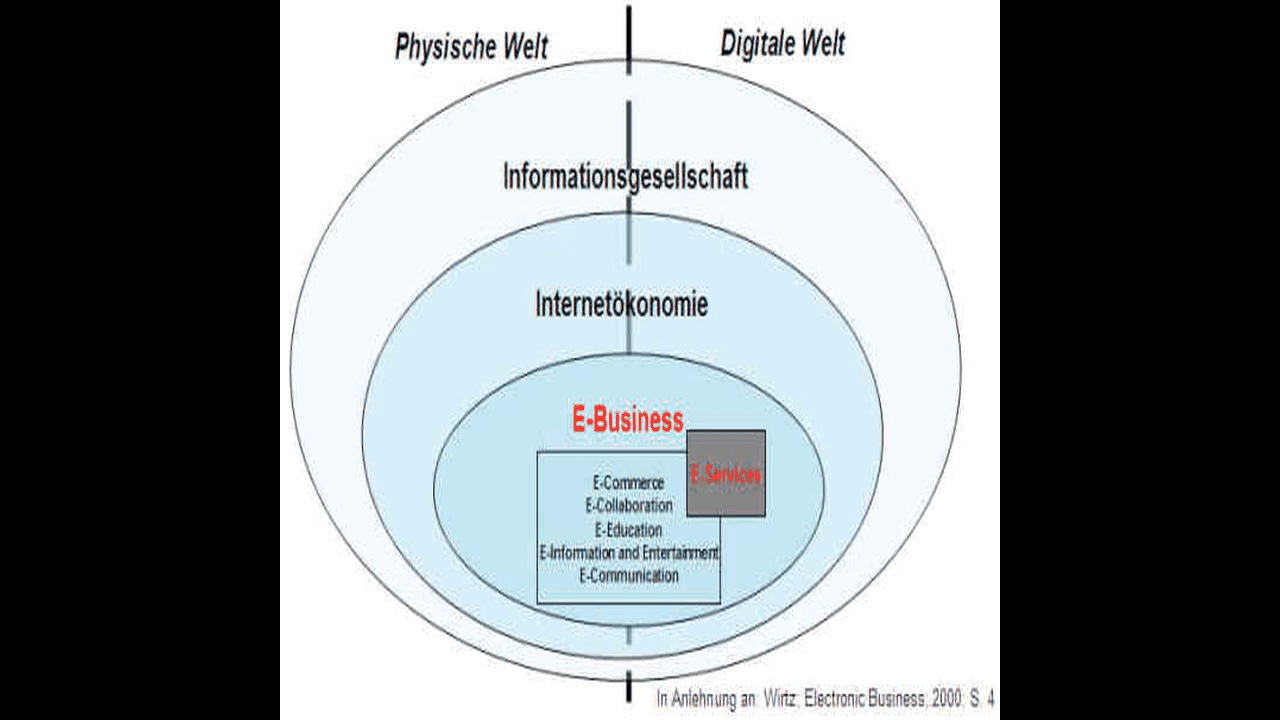 Physische Welt
Digitale Welt
Informationsgesellschaft
Internetökonomie
E-Business
E-Services
E-Commerce
E-Collaboration
E-Education
E-Information and Entertainment
E-Communication
In Anlehnung an: Wirtz, Electronic Business, 2000, S. 4